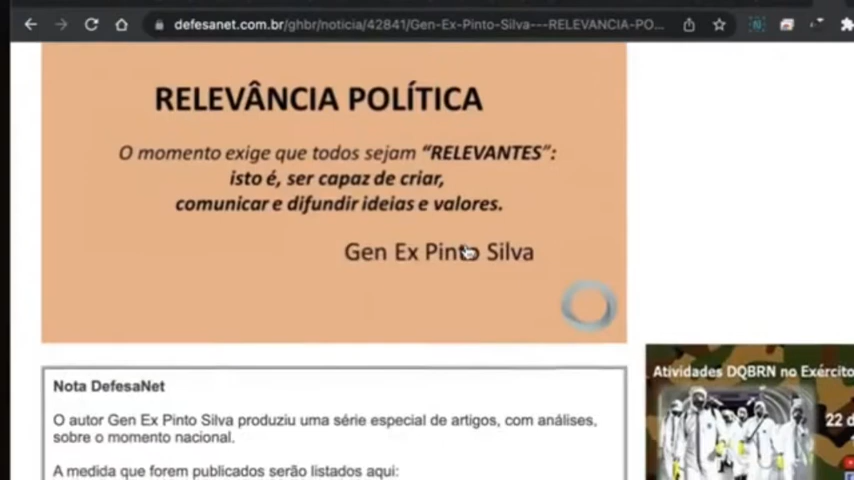 defesanet.com.br/ghbr/noticia/42841/Gen-Ex-Pinto-Silva---RELEVANCIA-PO...
RELEVÂNCIA POLÍTICA
O momento exige que todos sejam “RELEVANTES”:
isto é, ser capaz de criar,
comunicar e difundir ideias e valores.
Gen Ex Pinto Silva
Nota DefesaNet
O autor Gen Ex Pinto Silva produziu uma série especial de artigos, com análises,
sobre o momento nacional.
A medida que forem publicados serão listados aqui:
Atividades DQBRN no Exército
22 d